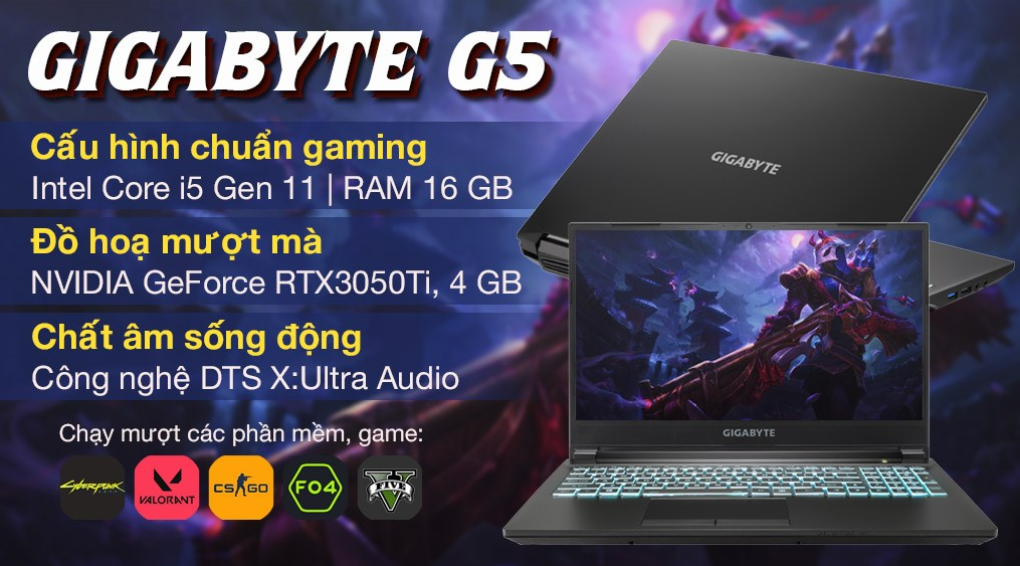 GIGABYTE G5
Cấu hình chuẩn gaming
Intel Core i5 Gen 11 | RAM 16 GB
Đồ hoạ mượt mà
NVIDIA GeForce RTX3050Ti, 4 GB
Chất âm sống động
Công nghệ DTS X:Ultra Audio
Chạy mượt các phần mềm, game:
Cyberpunk
VALORANT
CS GO
FO4
V FIVE
GIGABYTE
GIGABYTE